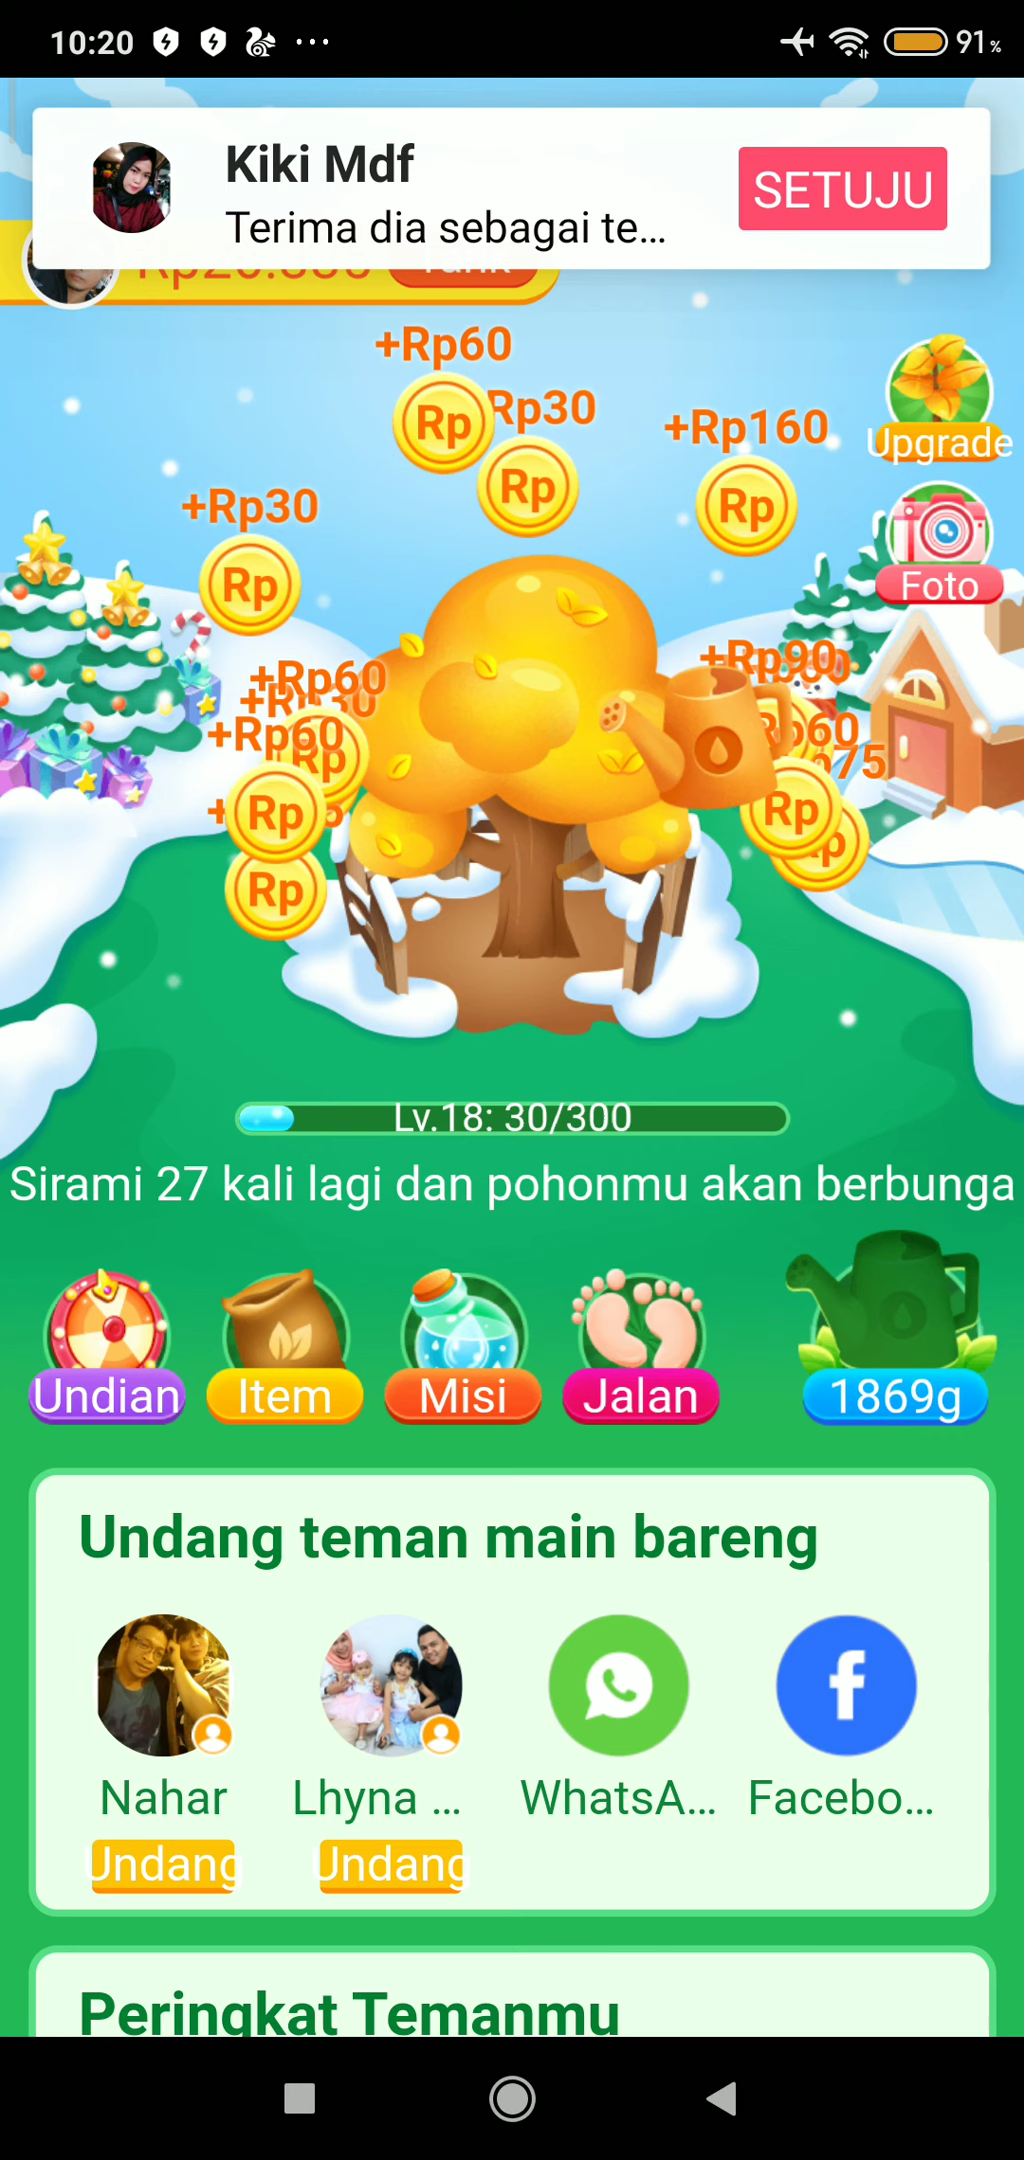 10:20
91%
Kiki Mdf
Terima dia sebagai te...
SETUJU
+Rp60
Rp30
+Rp160
Upgrade
Rp
Rp
Rp
+Rp30
Rp
Foto
+Rp60
+Rp90
+Rp60
Rp
Rp
Rp
Rp
Lv.18: 30/300
Sirami 27 kali lagi dan pohonmu akan berbunga
Undian
Item
Misi
Jalan
1869g
Undang teman main bareng
Nahar
Lhyna ...
WhatsA...
Facebo...
Undang
Undang
Peringkat Temanmu